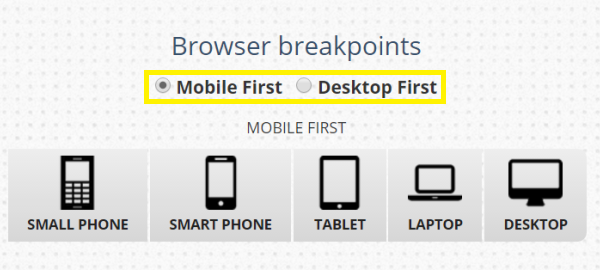 Browser breakpoints
Mobile First Desktop First
MOBILE FIRST
SMALL PHONE SMART PHONE TABLET LAPTOP DESKTOP